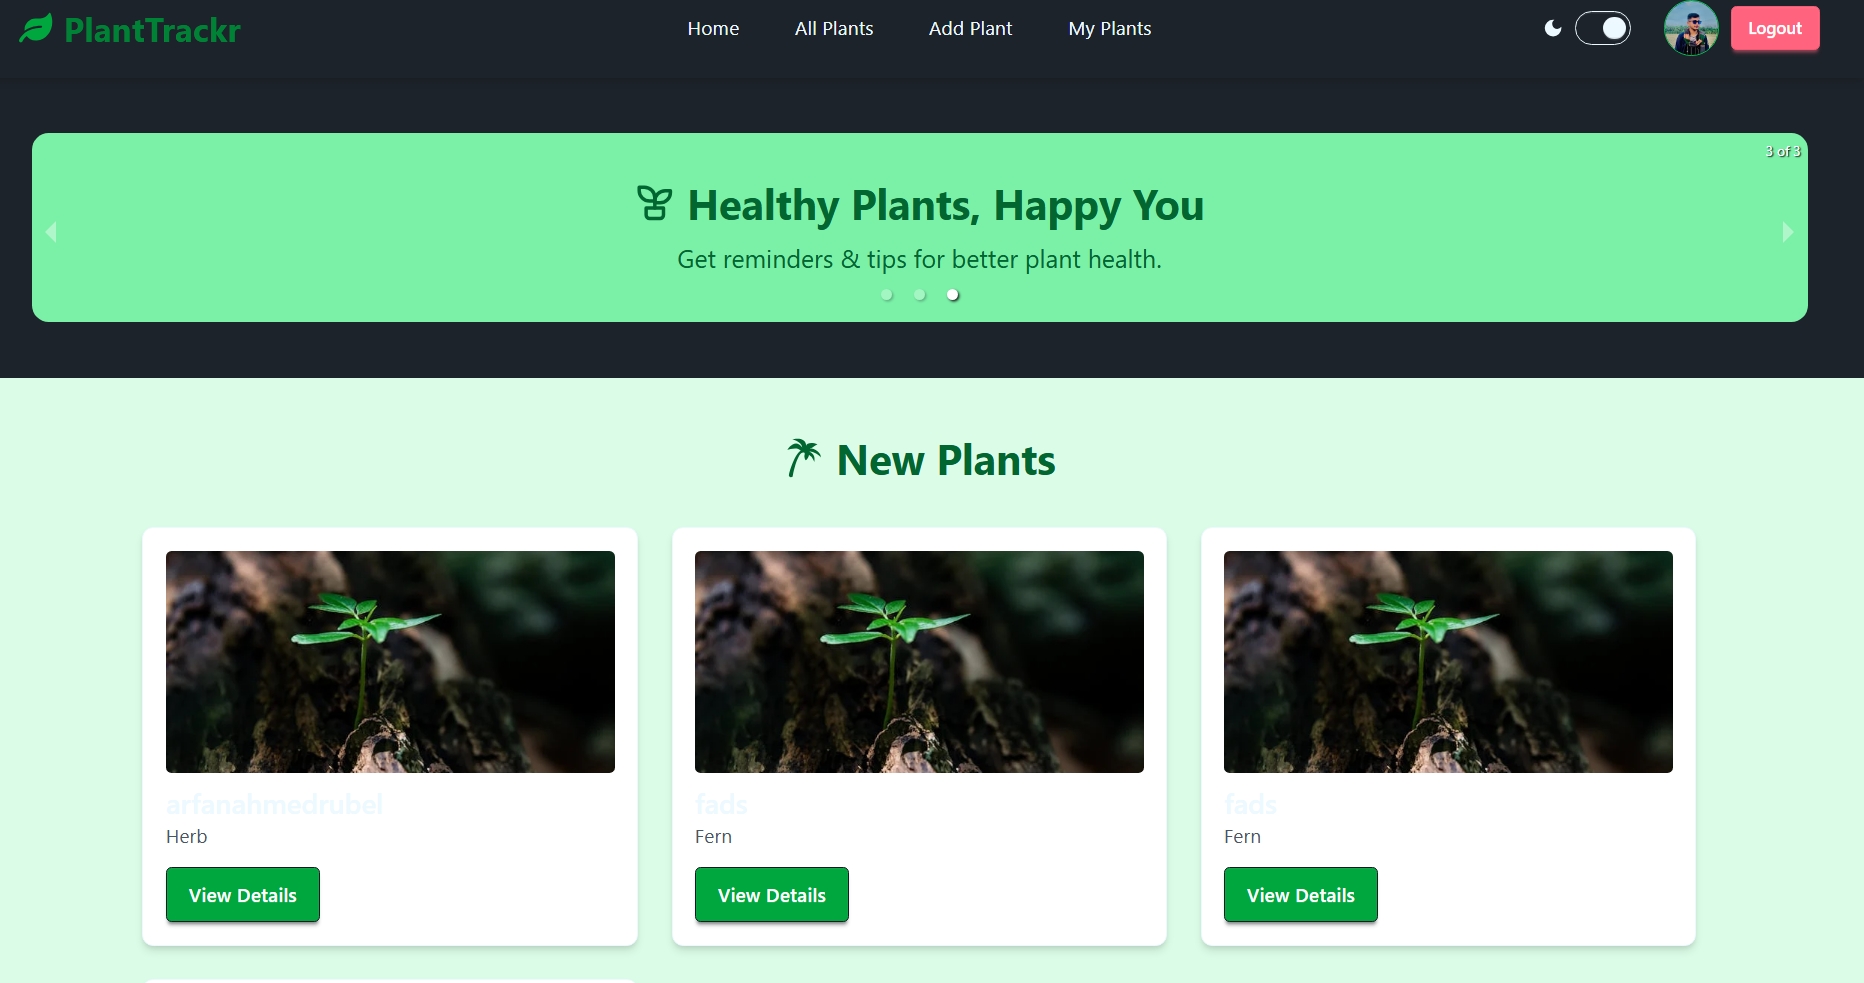 PlantTrackr
Home
All Plants
Add Plant
My Plants
Logout
3 of 3
Healthy Plants, Happy You
Get reminders & tips for better plant health.
New Plants
arfanahmedrubel
Herb
View Details
fads
Fern
View Details
fads
Fern
View Details